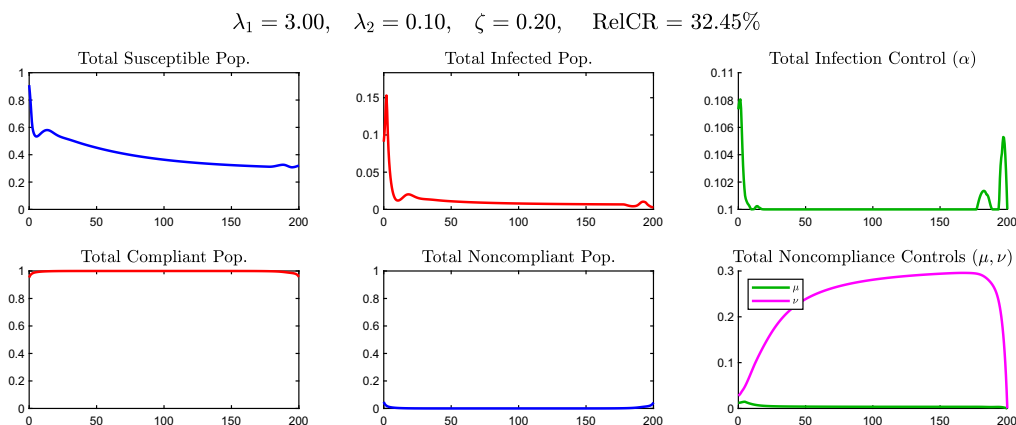 λ₁ = 3.00, λ₂ = 0.10, ζ = 0.20, RelCR = 32.45%
Total Susceptible Pop.
1
0.8
0.6
0.4
0.2
0
0 50 100 150 200
Total Infected Pop.
0.15
0.1
0.05
0
0 50 100 150 200
Total Infection Control (α)
0.11
0.108
0.106
0.104
0.102
0.1
0 50 100 150 200
Total Compliant Pop.
1
0.8
0.6
0.4
0.2
0
0 50 100 150 200
Total Noncompliant Pop.
1
0.8
0.6
0.4
0.2
0
0 50 100 150 200
Total Noncompliance Controls (μ, ν)
0.3
0.2
0.1
0
μ
ν
0 50 100 150 200